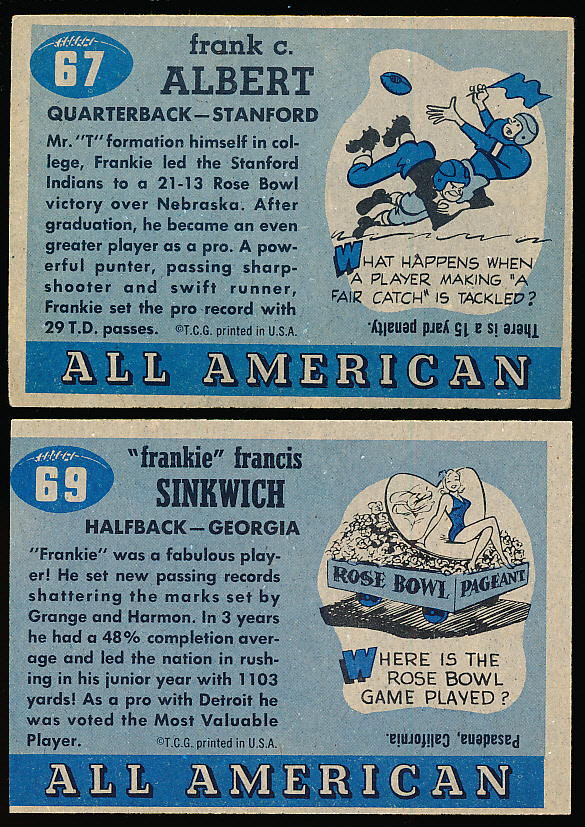 67
frank c.
ALBERT
QUARTERBACK—STANFORD
Mr. "T" formation himself in col-
lege, Frankie led the Stanford
Indians to a 21-13 Rose Bowl
victory over Nebraska. After
graduation, he became an even
greater player as a pro. A pow-
erful punter, passing sharp-
shooter and swift runner,
Frankie set the pro record with
29 T.D. passes. ©T.C.G. printed in U.S.A.
WHAT HAPPENS WHEN
A PLAYER MAKING "A
FAIR CATCH" IS TACKLED?
There is a 15 yard penalty.
ALL AMERICAN
69
"frankie" francis
SINKWICH
HALFBACK—GEORGIA
"Frankie" was a fabulous play-
er! He set new passing records
shattering the marks set by
Grange and Harmon. In 3 years
he had a 48% completion aver-
age and led the nation in rush-
ing in his junior year with 1103
yards! As a pro with Detroit he
was voted the Most Valuable
Player. ©T.C.G. printed in U.S.A.
ROSE BOWL PAGEANT
WHERE IS THE
ROSE BOWL
GAME PLAYED?
Pasadena, California.
ALL AMERICAN